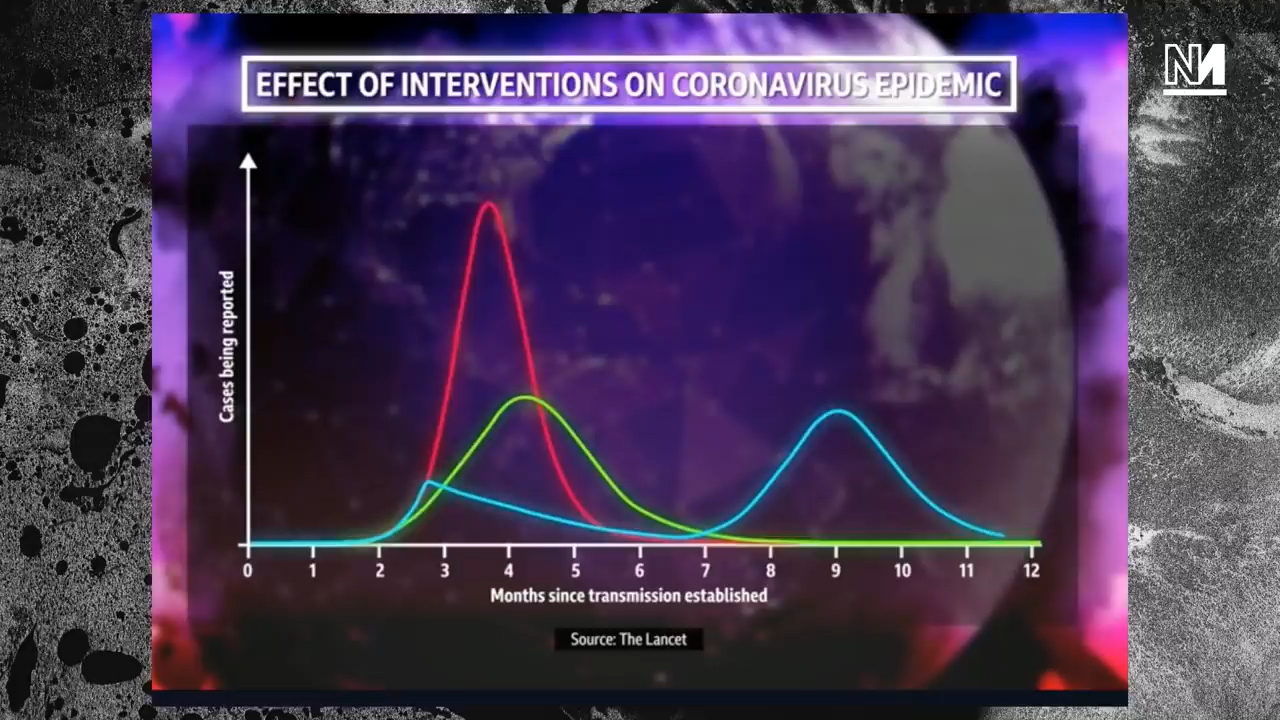 EFFECT OF INTERVENTIONS ON CORONAVIRUS EPIDEMIC
NM
Cases being reported
0 1 2 3 4 5 6 7 8 9 10 11 12
Months since transmission established
Source: The Lancet